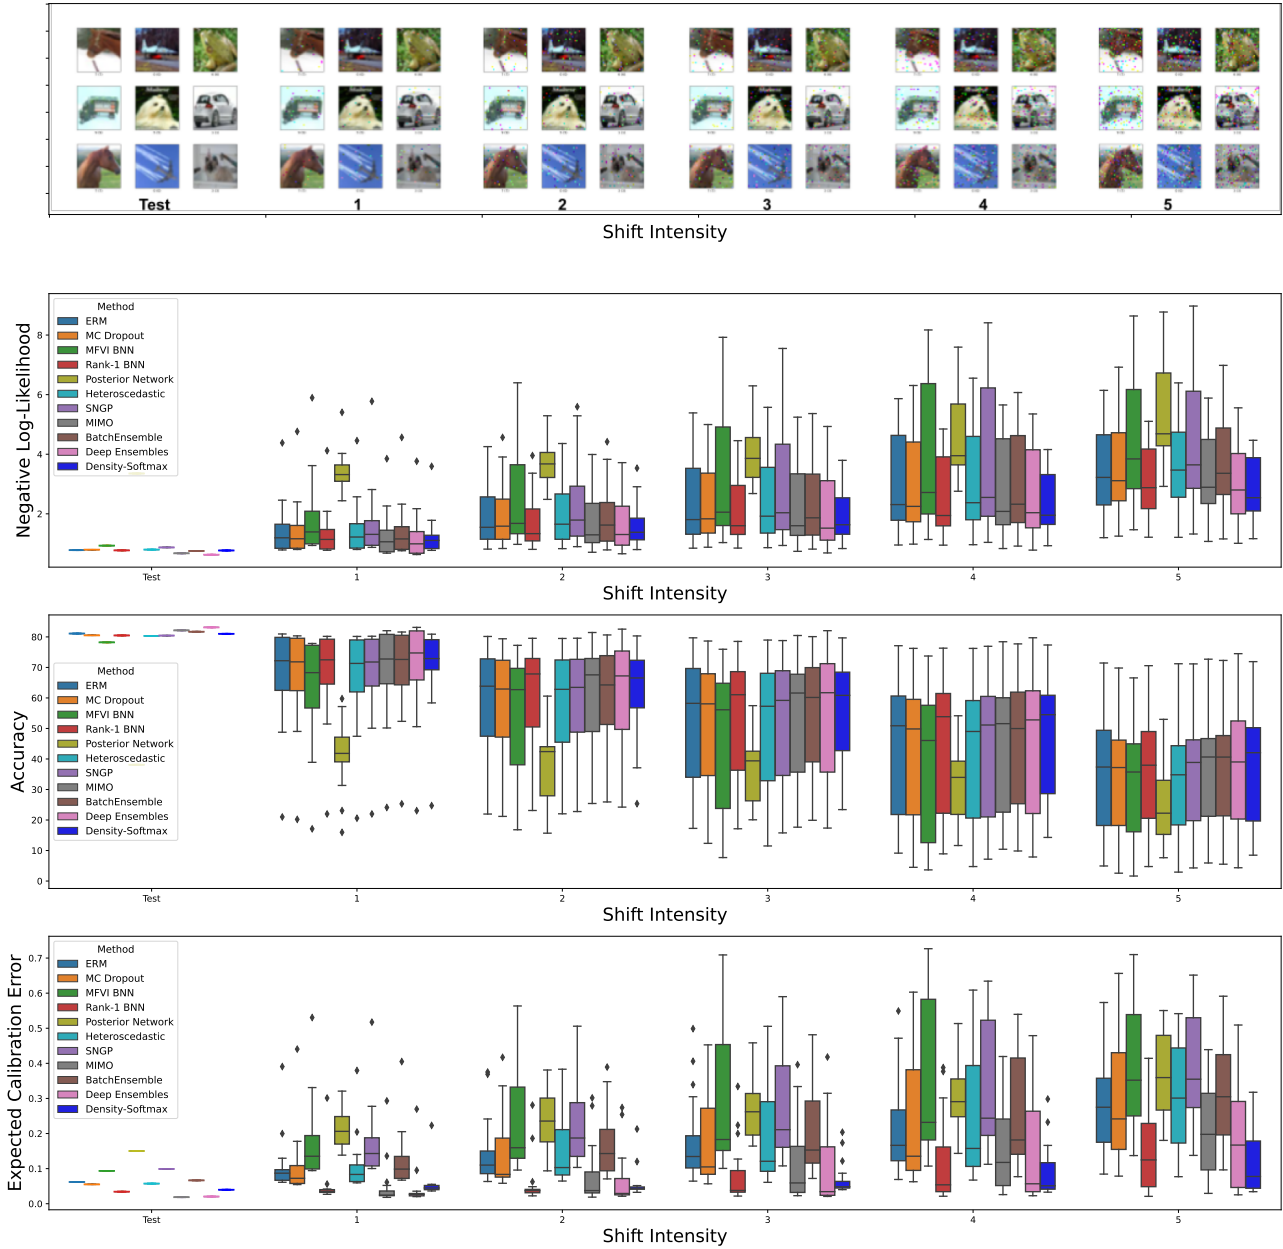 Test 1 2 3 4 5
Shift Intensity
Negative Log-Likelihood
8
6
4
2
Method
ERM
MC Dropout
MFVI BNN
Rank-1 BNN
Posterior Network
Heteroscedastic
SNGP
MIMO
BatchEnsemble
Deep Ensembles
Density-Softmax
Test 1 2 3 4 5
Shift Intensity
Accuracy
80
70
60
50
40
30
20
10
0
Method
ERM
MC Dropout
MFVI BNN
Rank-1 BNN
Posterior Network
Heteroscedastic
SNGP
MIMO
BatchEnsemble
Deep Ensembles
Density-Softmax
Test 1 2 3 4 5
Shift Intensity
Expected Calibration Error
0.7
0.6
0.5
0.4
0.3
0.2
0.1
0.0
Method
ERM
MC Dropout
MFVI BNN
Rank-1 BNN
Posterior Network
Heteroscedastic
SNGP
MIMO
BatchEnsemble
Deep Ensembles
Density-Softmax
Test 1 2 3 4 5
Shift Intensity